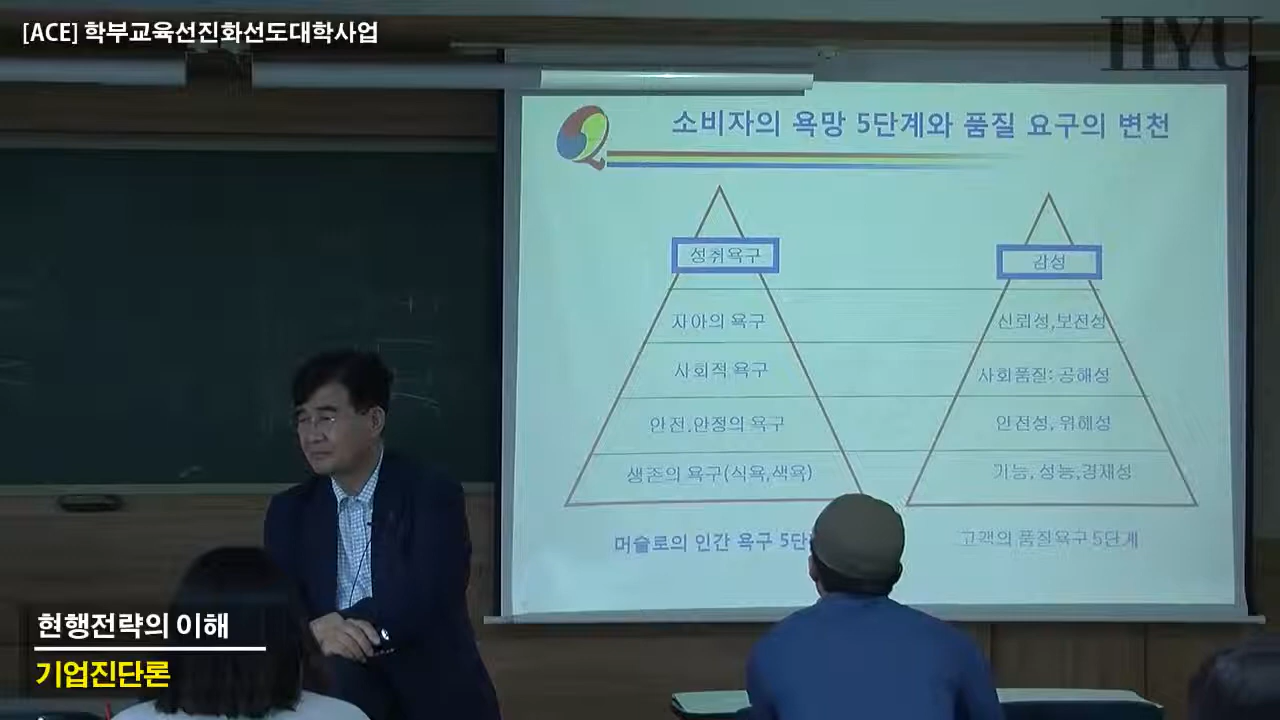 [ACE] 학부교육선진화선도대학사업
HYU
소비자의 욕망 5단계와 품질 요구의 변천
성취욕구
감성
자아의 욕구
신뢰성,보전성
사회적 욕구
사회품질: 공해성
안전.안정의 욕구
안전성, 위해성
생존의 욕구(식욕,색욕)
기능, 성능,경재성
머슬로의 인간 욕구 5단
고객의 품질욕구 5단계
현행전략의 이해
기업진단론